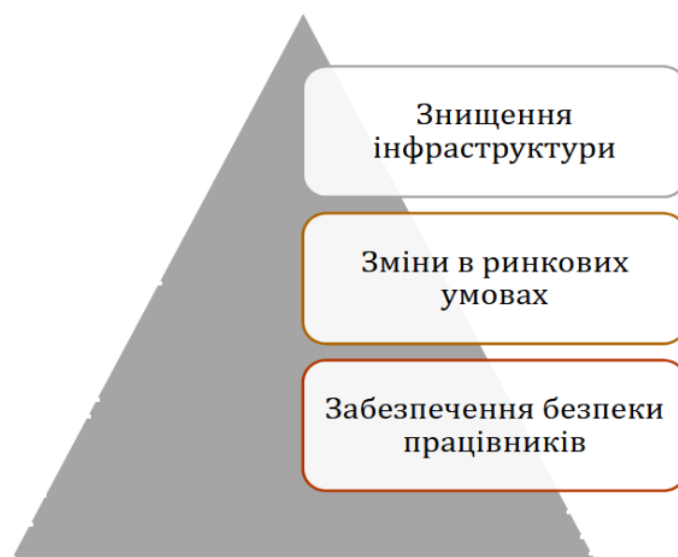 Знищення
інфраструктури
Зміни в ринкових
умовах
Забезпечення безпеки
працівників